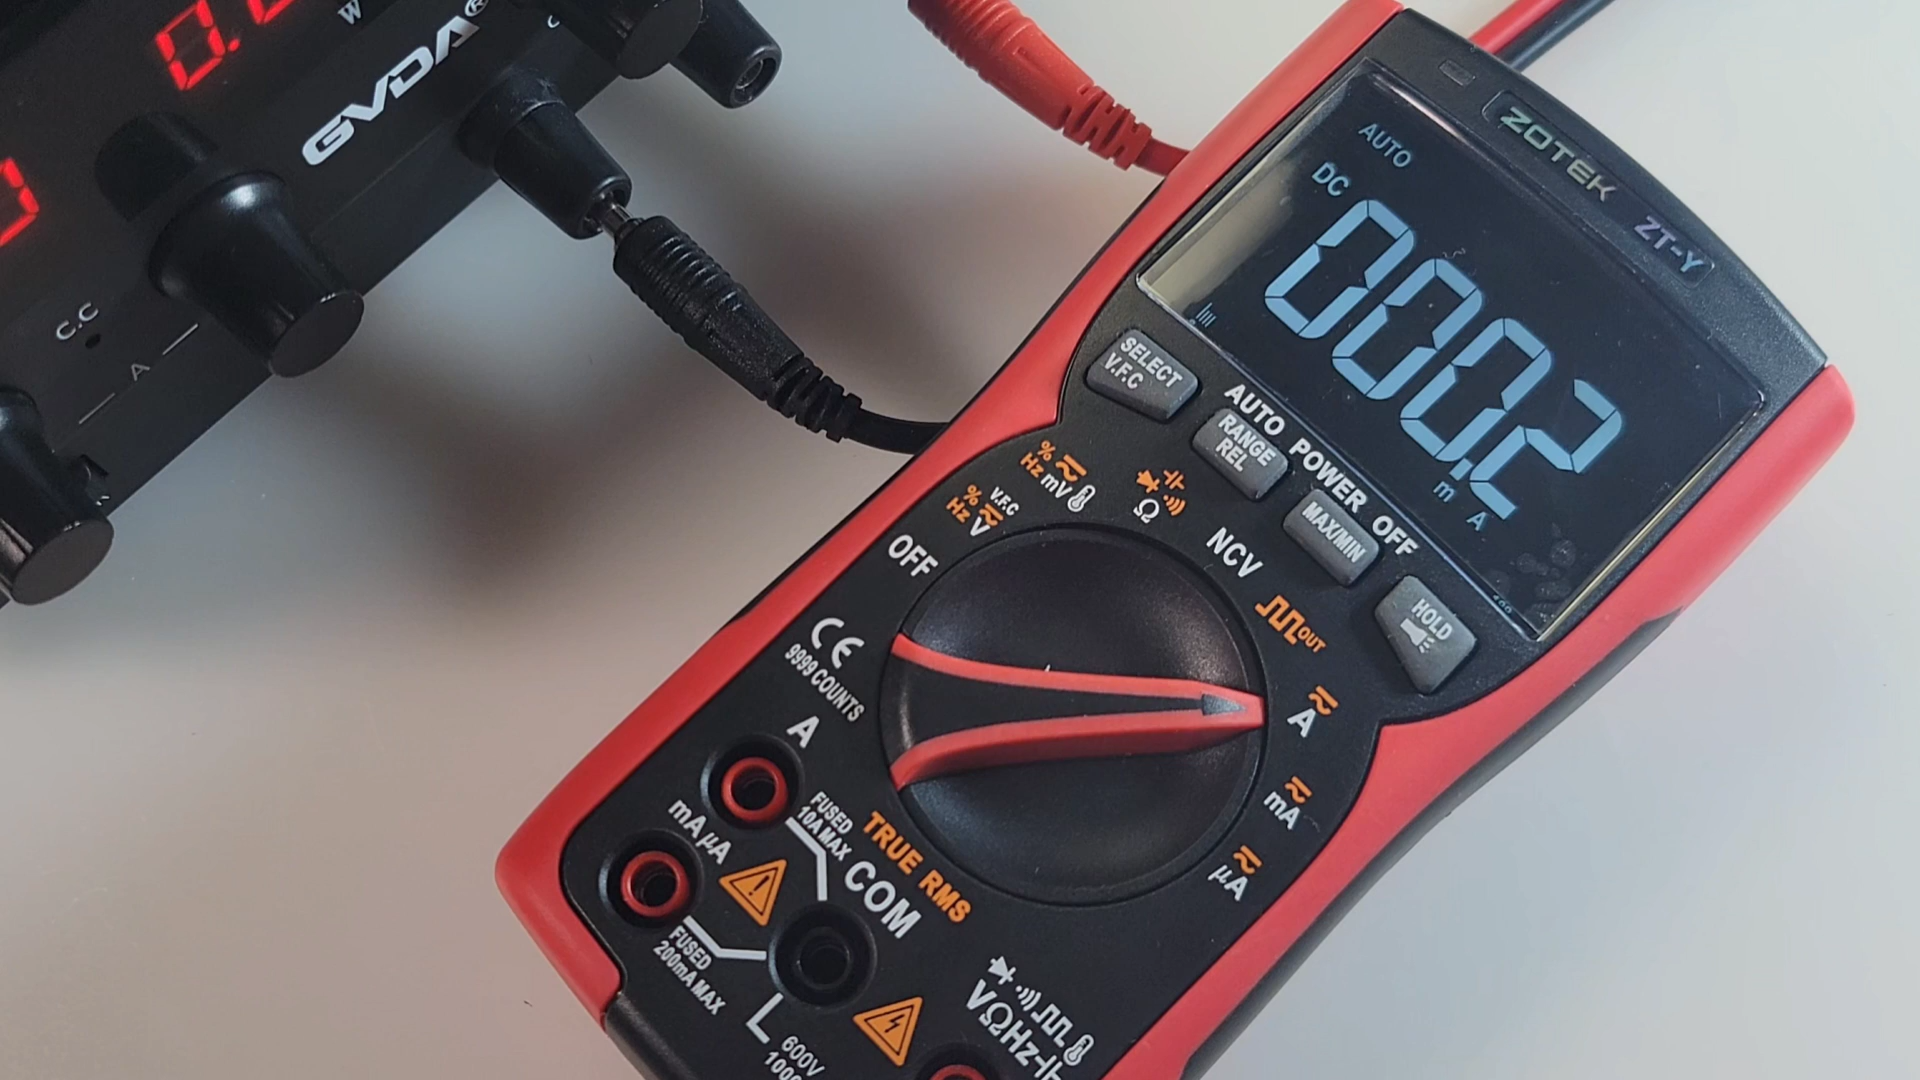 W
GVDA®
C.C
A
ZOTEK
ZT-Y
AUTO
DC
000.2
m A
SELECT
V.F.C
AUTO POWER OFF
RANGE
REL
MAX/MIN
HOLD
% Hz mV
Ω
% Hz V.F.C V
OFF
NCV
OUT
A
mA
μA
CE
9999 COUNTS
A
FUSED
10A MAX
TRUE RMS
mA μA
COM
FUSED
200mA MAX
VΩHz
600V